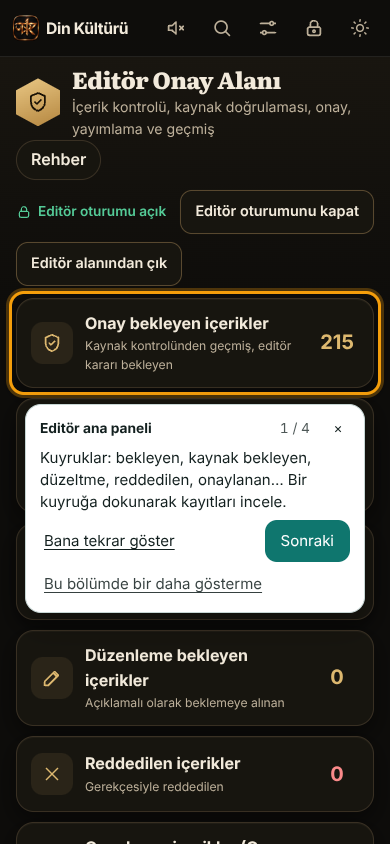 Din Kültürü
Editör Onay Alanı
İçerik kontrolü, kaynak doğrulaması, onay,
yayımlama ve geçmiş
Rehber
Editör oturumu açık
Editör oturumunu kapat
Editör alanından çık
Onay bekleyen içerikler
Kaynak kontrolünden geçmiş, editör
kararı bekleyen
215
Editör ana paneli
1 / 4
×
Kuyruklar: bekleyen, kaynak bekleyen,
düzeltme, reddedilen, onaylanan... Bir
kuyruğa dokunarak kayıtları incele.
Bana tekrar göster
Sonraki
Bu bölümde bir daha gösterme
Düzenleme bekleyen
içerikler
Açıklamalı olarak beklemeye alınan
0
Reddedilen içerikler
Gerekçesiyle reddedilen
0